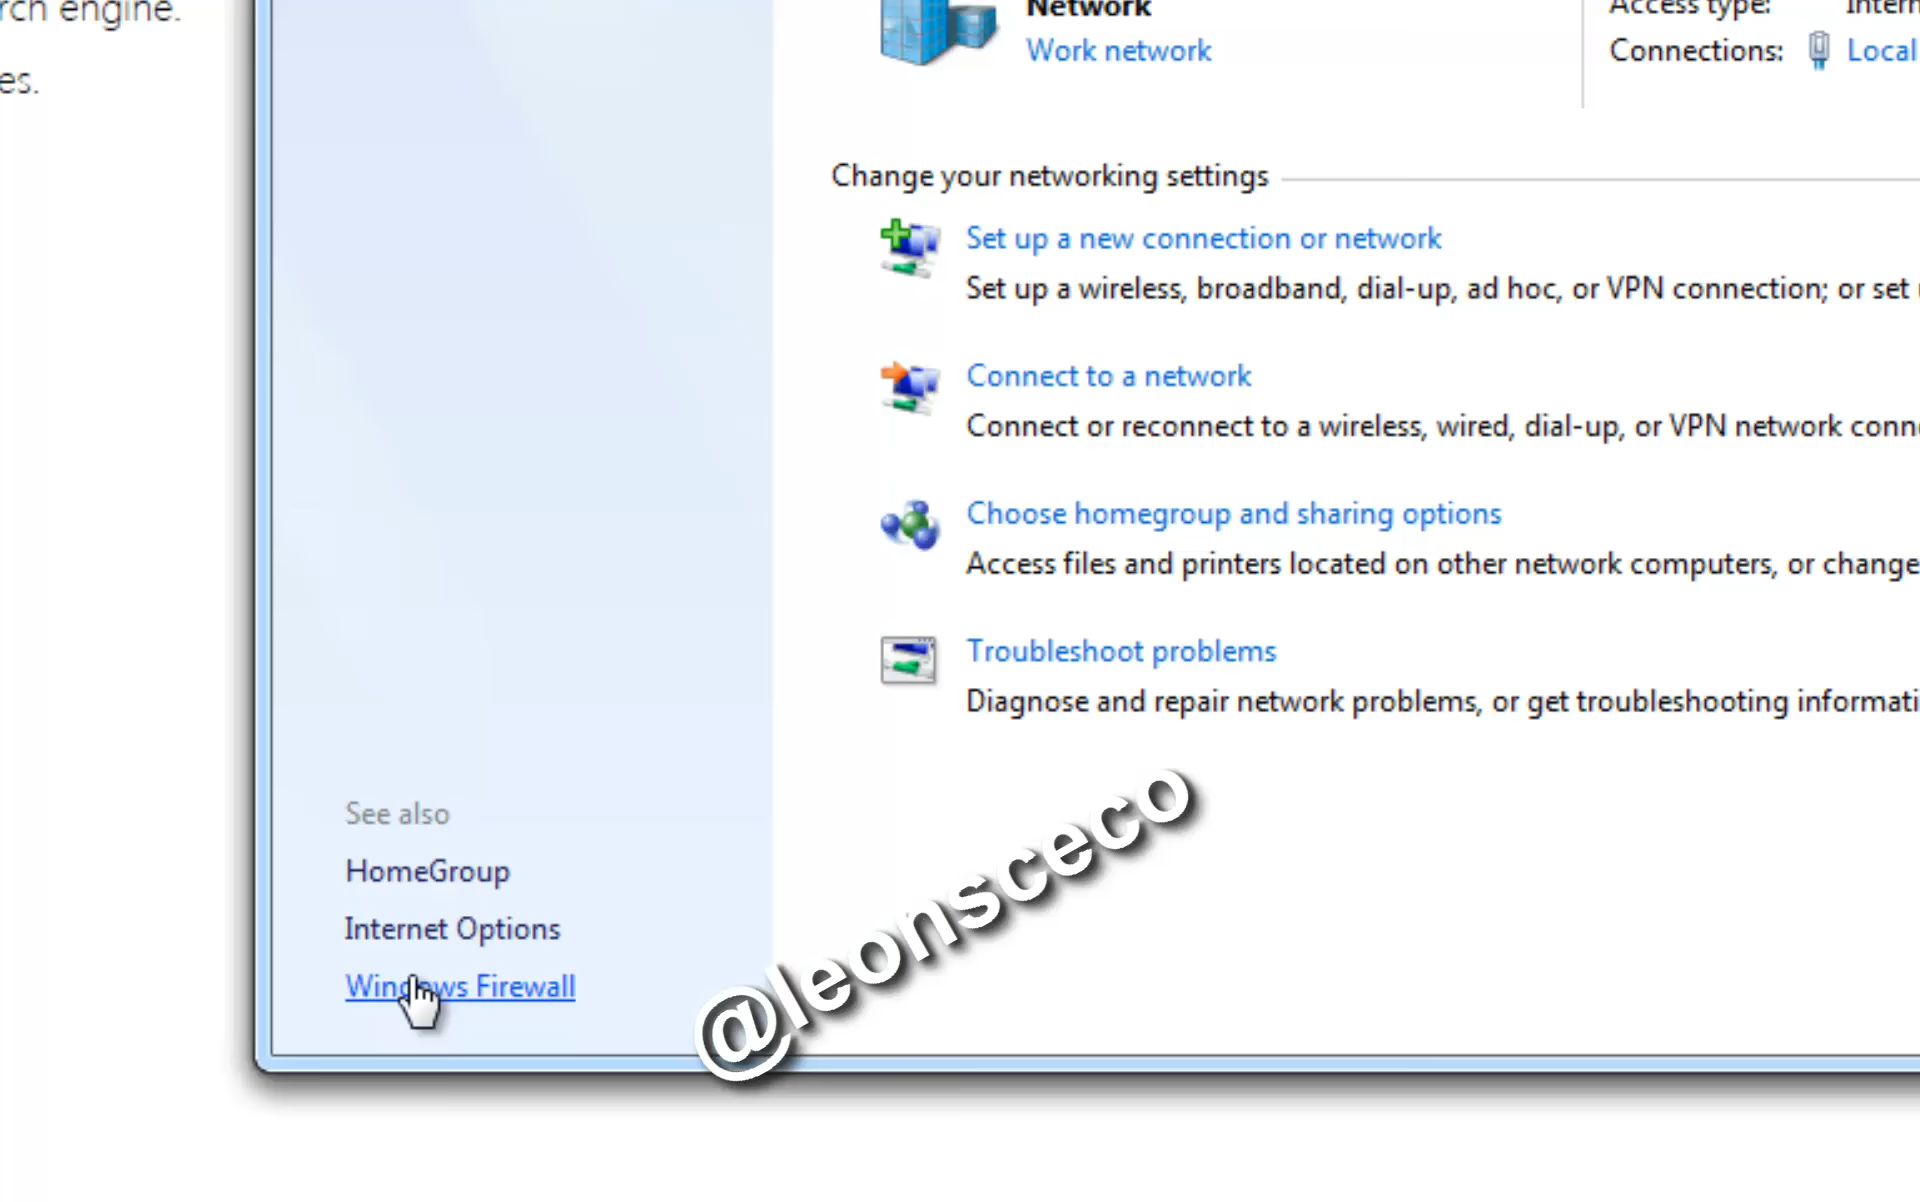 rch engine.
es.
Network
Work network
Access type: Intern
Connections: Local
Change your networking settings
Set up a new connection or network
Set up a wireless, broadband, dial-up, ad hoc, or VPN connection; or set
Connect to a network
Connect or reconnect to a wireless, wired, dial-up, or VPN network conn
Choose homegroup and sharing options
Access files and printers located on other network computers, or change
Troubleshoot problems
Diagnose and repair network problems, or get troubleshooting informati
See also
HomeGroup
Internet Options
Windows Firewall
@leonsceco